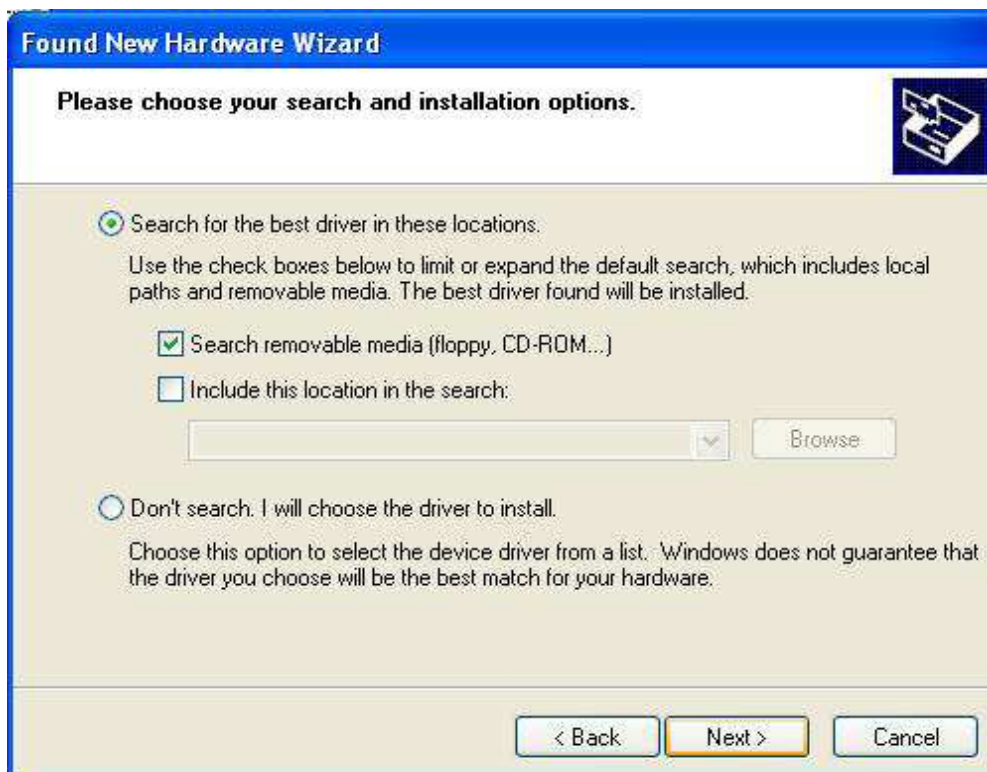 Found New Hardware Wizard
Please choose your search and installation options.
Search for the best driver in these locations.
Use the check boxes below to limit or expand the default search, which includes local
paths and removable media. The best driver found will be installed.
Search removable media (floppy, CD-ROM...)
Include this location in the search:
Browse
Don't search. I will choose the driver to install.
Choose this option to select the device driver from a list. Windows does not guarantee that
the driver you choose will be the best match for your hardware.
< Back
Next >
Cancel